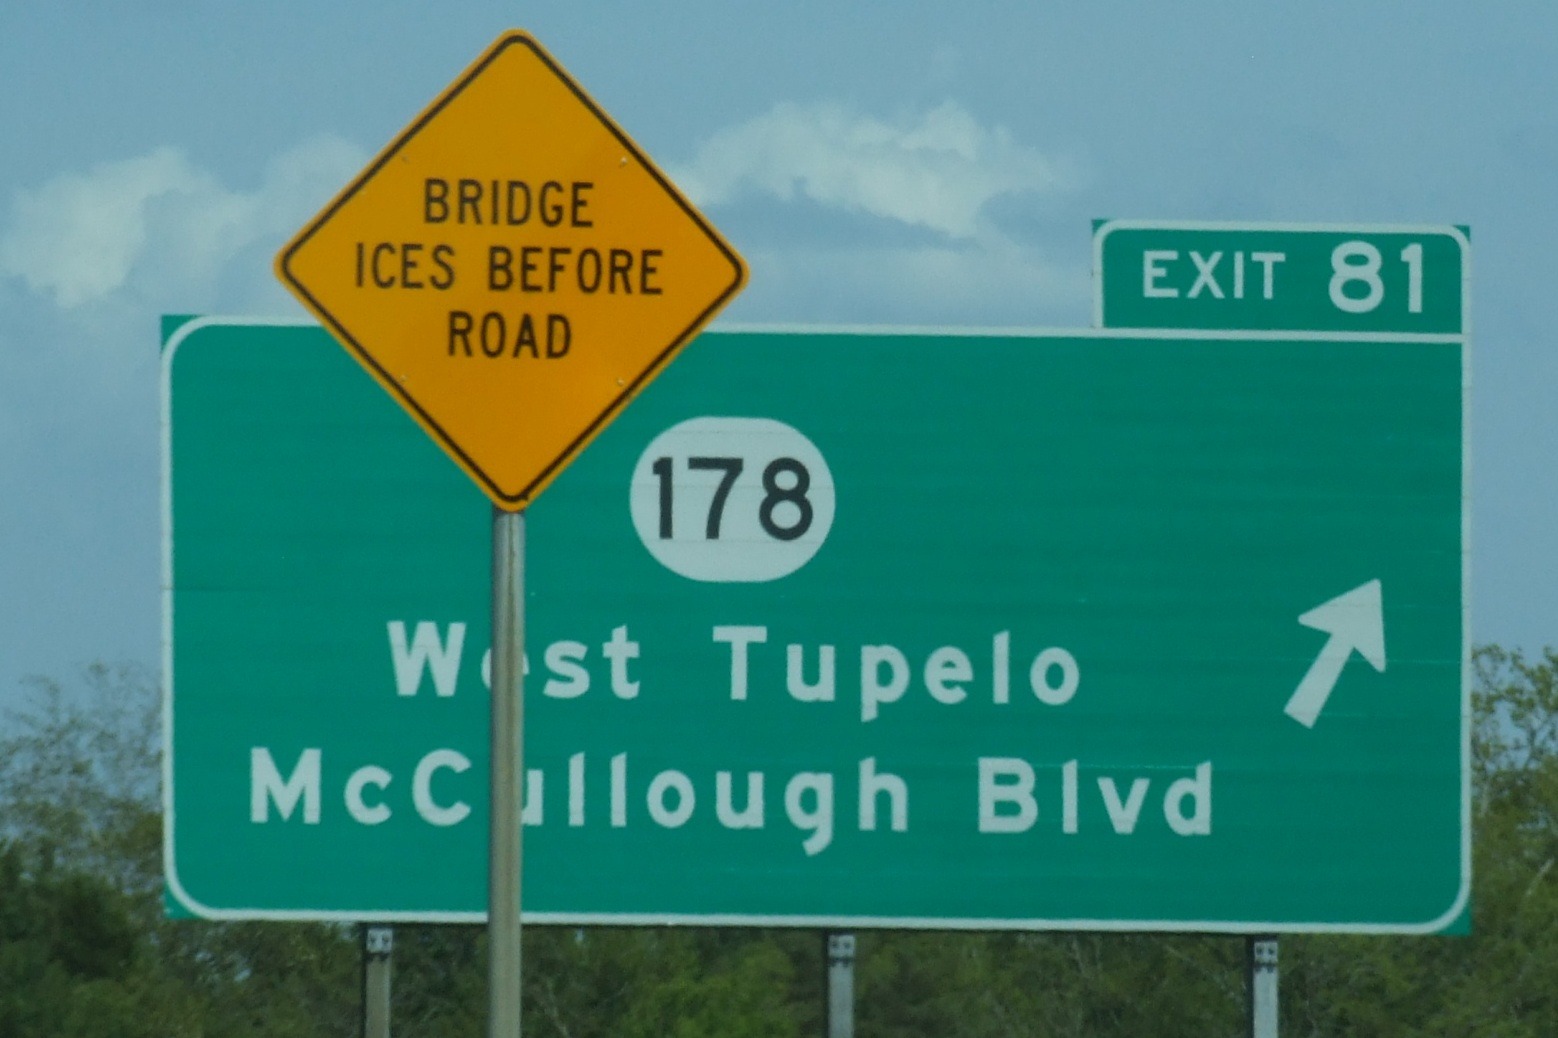 BRIDGE
ICES BEFORE
ROAD
EXIT 81
178
West Tupelo
McCullough Blvd